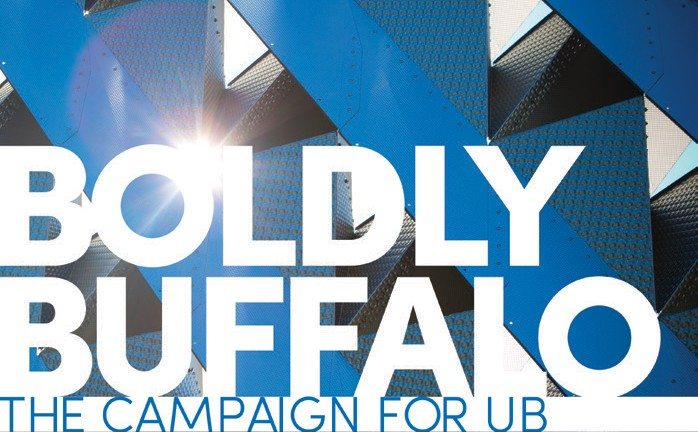 BOLDLY
BUFFALO
THE CAMPAIGN FOR UB